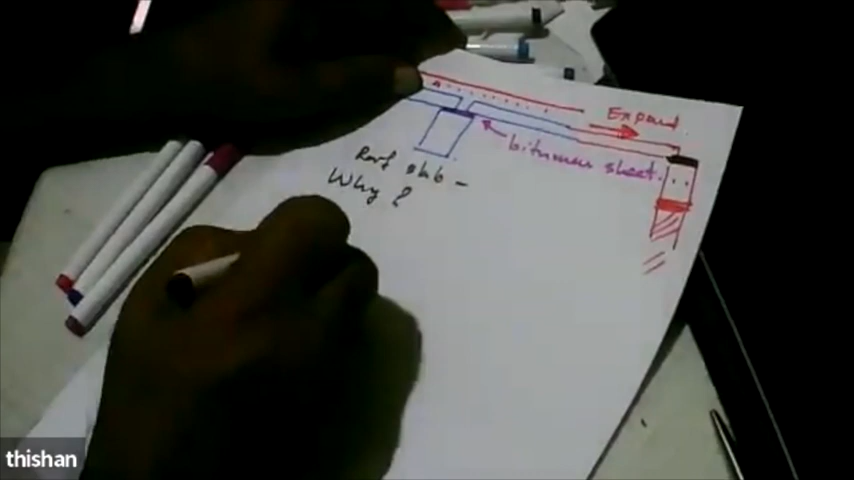 Expand.
bitumen sheet.
Roof slab -
Why ?
thishan